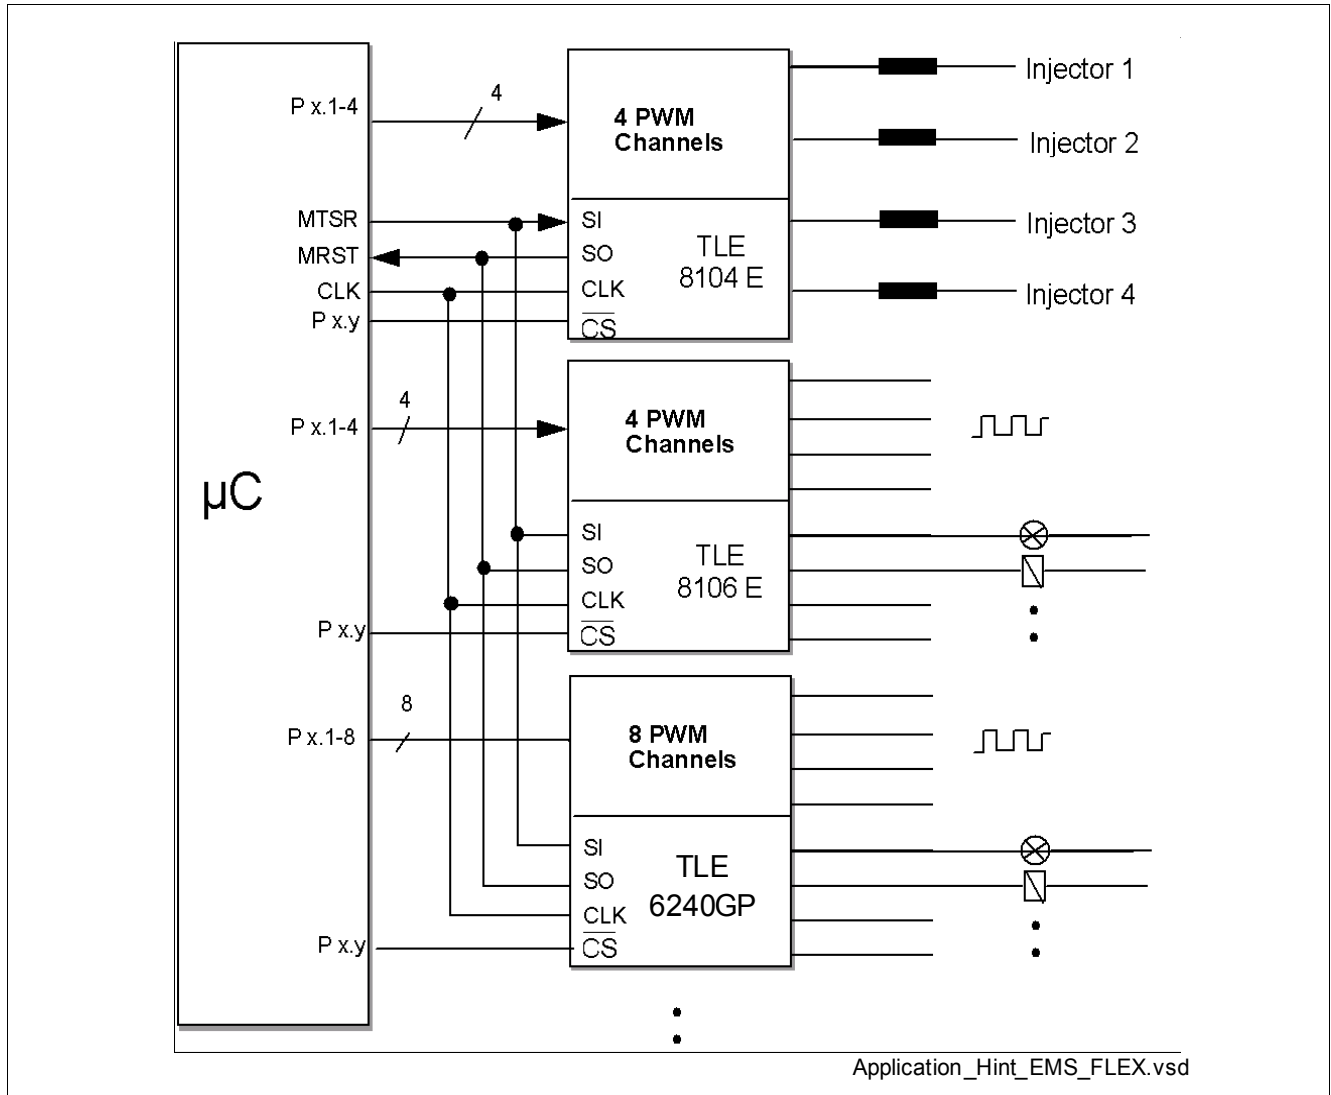 µC
P x.1-4
4
4 PWM
Channels
Injector 1
Injector 2
MTSR
MRST
CLK
P x.y
SI
SO
CLK
CS
TLE
8104 E
Injector 3
Injector 4
P x.1-4
4
4 PWM
Channels
SI
SO
CLK
CS
TLE
8106 E
P x.y
P x.1-8
8
8 PWM
Channels
SI
SO
CLK
CS
TLE
6240GP
P x.y
Application_Hint_EMS_FLEX.vsd